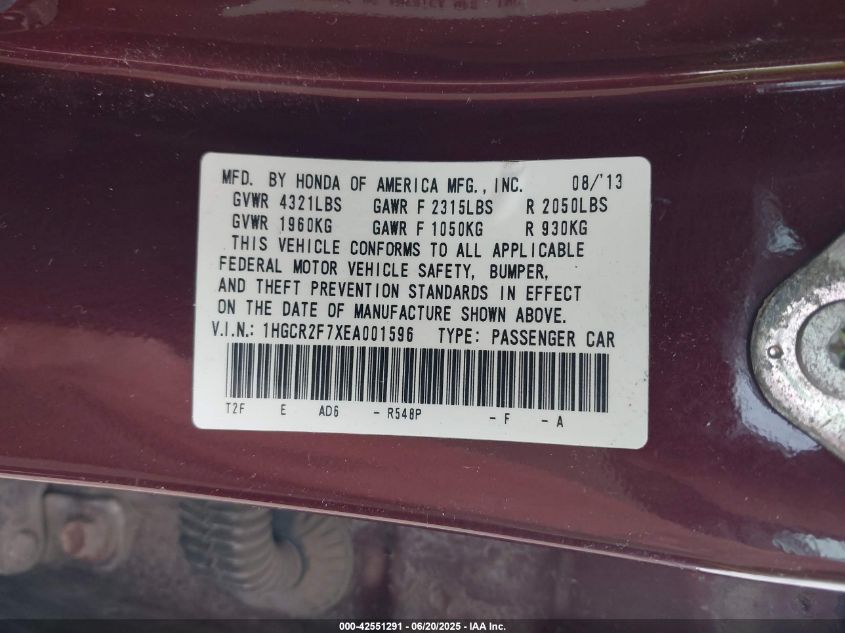 MFD. BY HONDA OF AMERICA MFG., INC. 08/'13
GVWR 4321LBS GAWR F 2315LBS R 2050LBS
GVWR 1960KG GAWR F 1050KG R 930KG
THIS VEHICLE CONFORMS TO ALL APPLICABLE
FEDERAL MOTOR VEHICLE SAFETY, BUMPER,
AND THEFT PREVENTION STANDARDS IN EFFECT
ON THE DATE OF MANUFACTURE SHOWN ABOVE.
V.I.N.: 1HGCR2F7XEA001596 TYPE: PASSENGER CAR
T2F E AD6 - R548P - F - A
000-42551291 - 06/20/2025 - IAA Inc.